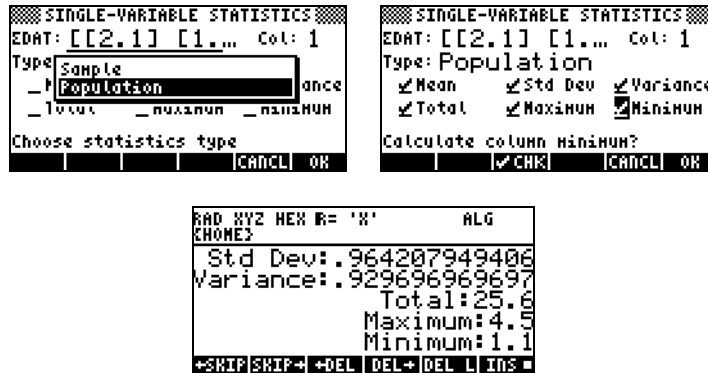 SINGLE-VARIABLE STATISTICS
ΣDAT: [[2.1] [1.… Col: 1
Type
Sample
Population
ance
Choose statistics type
CANCL OK
SINGLE-VARIABLE STATISTICS
ΣDAT: [[2.1] [1.… Col: 1
Type: Population
✓Mean ✓Std Dev ✓Variance
✓Total ✓Maximum ✓Minimum
Calculate column minimum?
✓CHK CANCL OK
RAD XYZ HEX R= 'X' ALG
{HOME}
Std Dev:.964207949406
Variance:.929696969697
Total:25.6
Maximum:4.5
Minimum:1.1
←SKIP SKIP→ ←DEL DEL→ DEL L INS ■